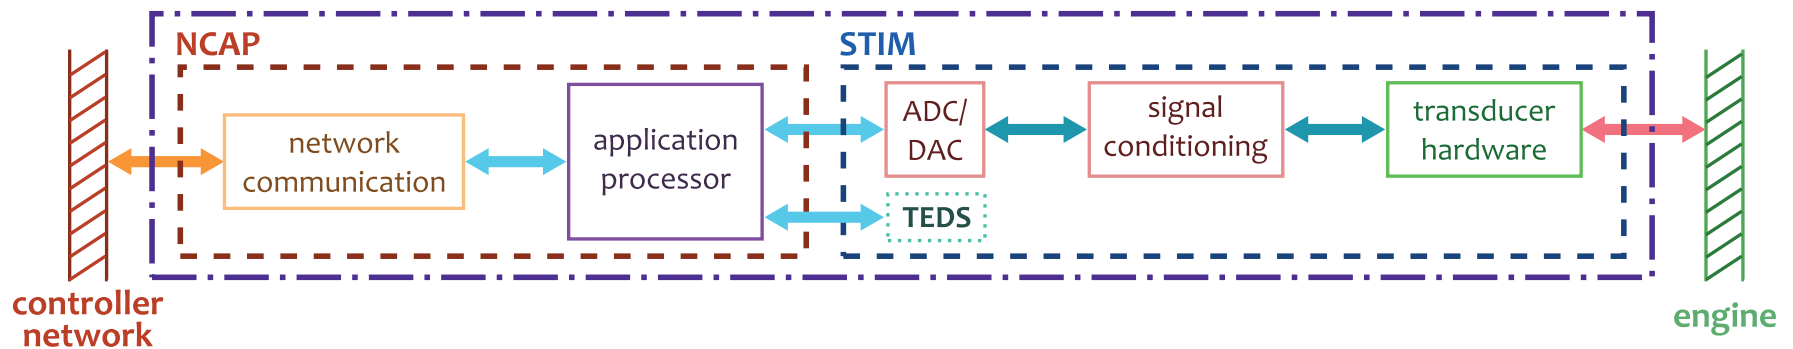 NCAP
STIM
network
communication
application
processor
ADC/
DAC
TEDS
signal
conditioning
transducer
hardware
controller
network
engine